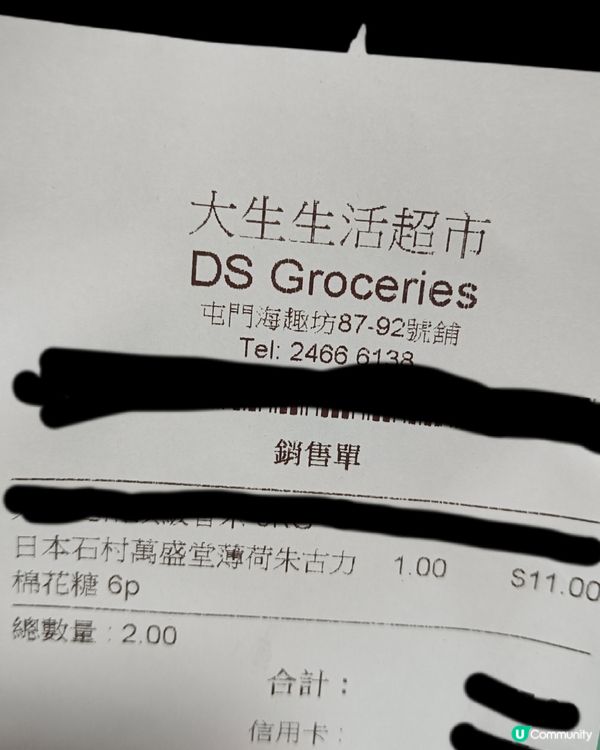 大生生活超市
DS Groceries
屯門海趣坊87-92號舖
Tel: 2466 6138
銷售單
日本石村萬盛堂薄荷朱古力 1.00 $11.00
棉花糖 6p
總數量 : 2.00
合計 :
信用卡 :
U Community